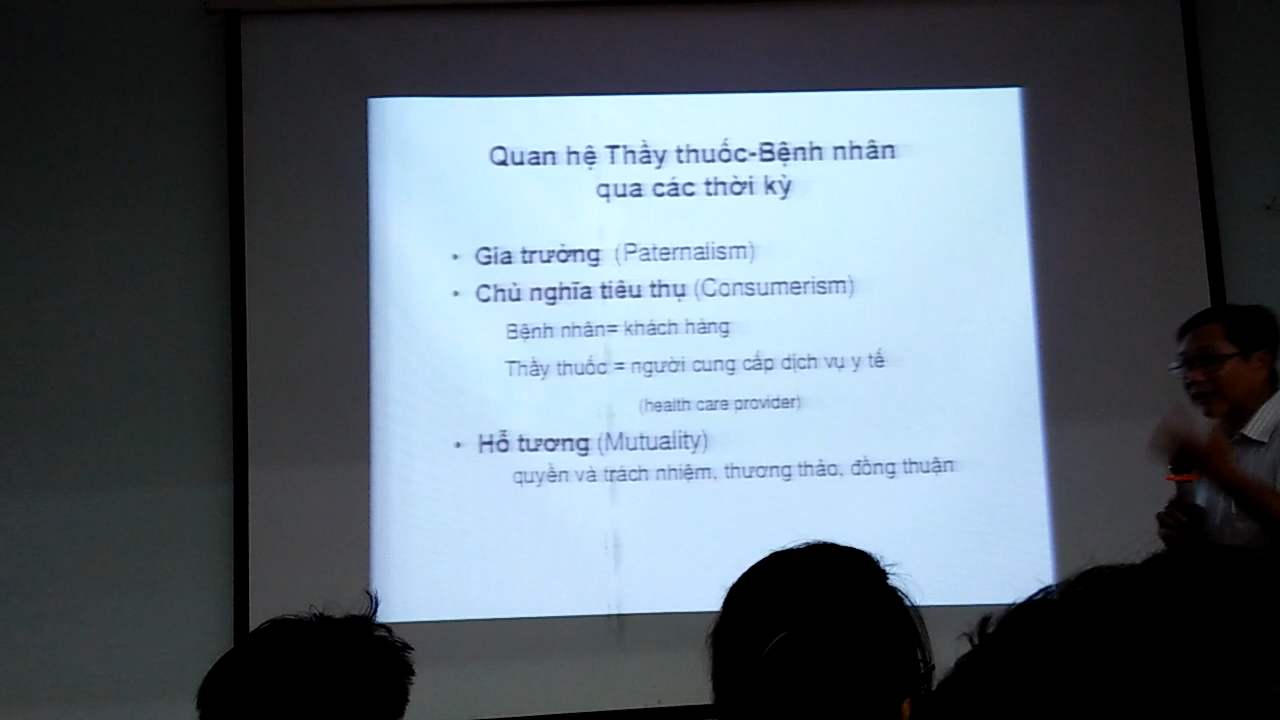 Quan hệ Thầy thuốc-Bệnh nhân
qua các thời kỳ
• Gia trưởng (Paternalism)
• Chủ nghĩa tiêu thụ (Consumerism)
Bệnh nhân= khách hàng
Thầy thuốc = người cung cấp dịch vụ y tế
(health care provider)
• Hỗ tương (Mutuality)
quyền và trách nhiệm, thương thảo, đồng thuận